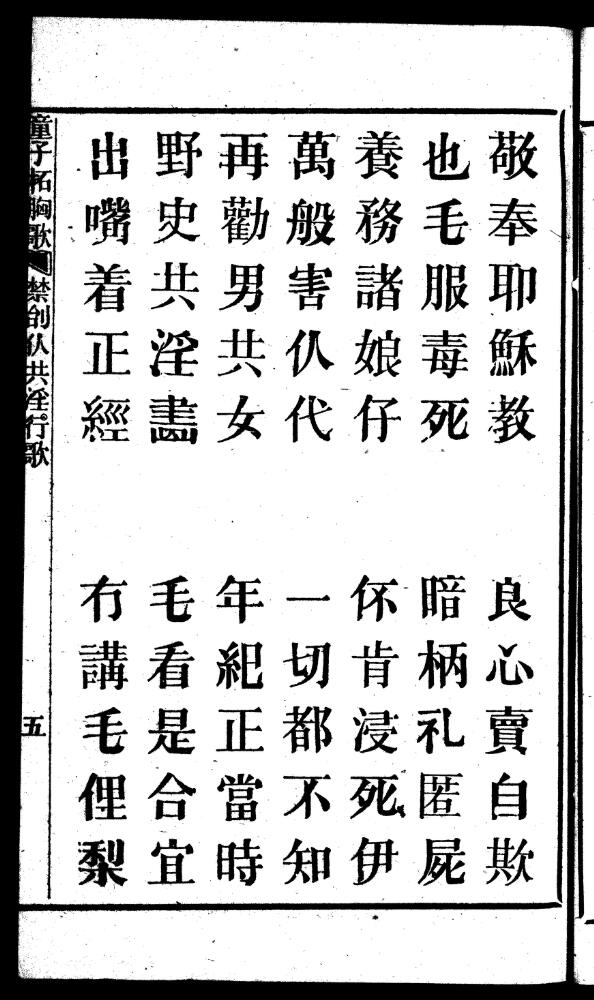 敬奉耶穌教 良心賣自欺
也毛服毒死 暗柄礼匿屍
養務諸娘仔 伓肯浸死伊
萬般害仈代 一切都不知
再勸男共女 年紀正當時
野史共淫畵 毛看是合宜
出嘴着正經 冇講毛俚梨
童子拓胸歌 禁刣仈共淫行歌
五